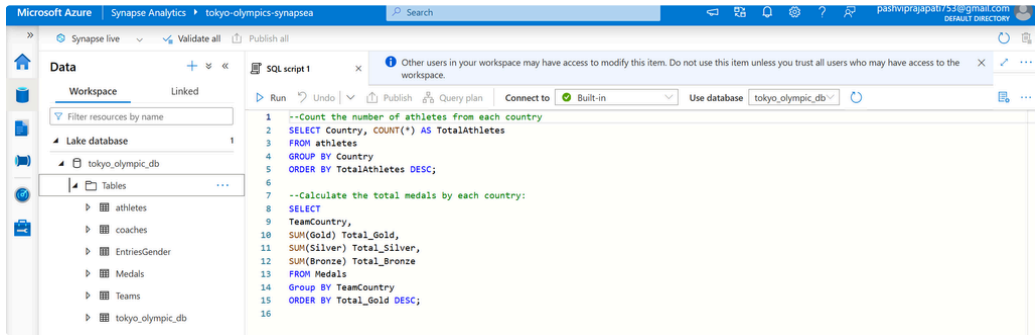 Microsoft Azure Synapse Analytics tokyo-olympics-synapsea Search pashviprajapati753@gmail.com
DEFAULT DIRECTORY
Synapse live Validate all Publish all
Data
Workspace Linked
Filter resources by name
Lake database 1
tokyo_olympic_db
Tables
athletes
coaches
EntriesGender
Medals
Teams
tokyo_olympic_db
SQL script 1
Other users in your workspace may have access to modify this item. Do not use this item unless you trust all users who may have access to the
workspace.
Run Undo Publish Query plan Connect to Built-in Use database tokyo_olympic_db
1 --Count the number of athletes from each country
2 SELECT Country, COUNT(*) AS TotalAthletes
3 FROM athletes
4 GROUP BY Country
5 ORDER BY TotalAthletes DESC;
6
7 --Calculate the total medals by each country:
8 SELECT
9 TeamCountry,
10 SUM(Gold) Total_Gold,
11 SUM(Silver) Total_Silver,
12 SUM(Bronze) Total_Bronze
13 FROM Medals
14 Group BY TeamCountry
15 ORDER BY Total_Gold DESC;
16